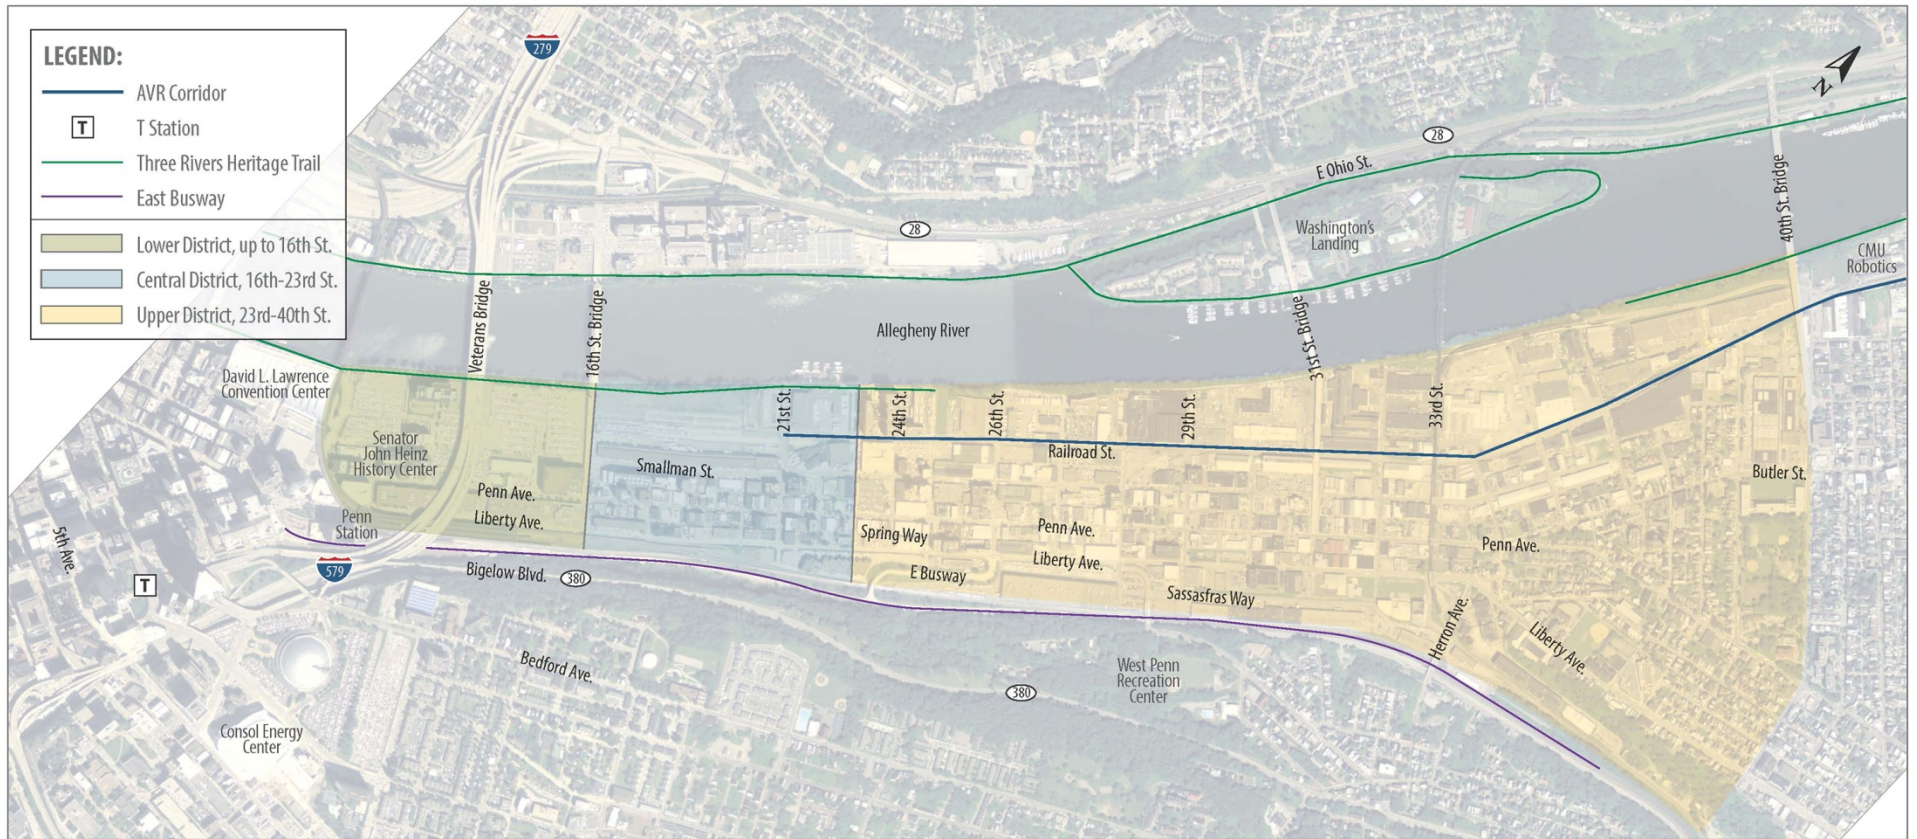 LEGEND:
AVR Corridor
T
T Station
Three Rivers Heritage Trail
East Busway
Lower District, up to 16th St.
Central District, 16th-23rd St.
Upper District, 23rd-40th St.
279
28
28
E Ohio St.
N
Washington's
Landing
40th St. Bridge
CMU
Robotics
Veterans Bridge
16th St. Bridge
Allegheny River
31st St. Bridge
David L. Lawrence
Convention Center
Senator
John Heinz
History Center
21st St.
24th St.
26th St.
29th St.
33rd St.
Railroad St.
Smallman St.
Butler St.
Penn Ave.
Liberty Ave.
Penn
Station
Spring Way
Penn Ave.
Liberty Ave.
Penn Ave.
5th Ave.
T
579
Bigelow Blvd.
380
E Busway
Sassasfras Way
Herron Ave.
Liberty Ave.
Bedford Ave.
West Penn
Recreation
Center
380
Consol Energy
Center